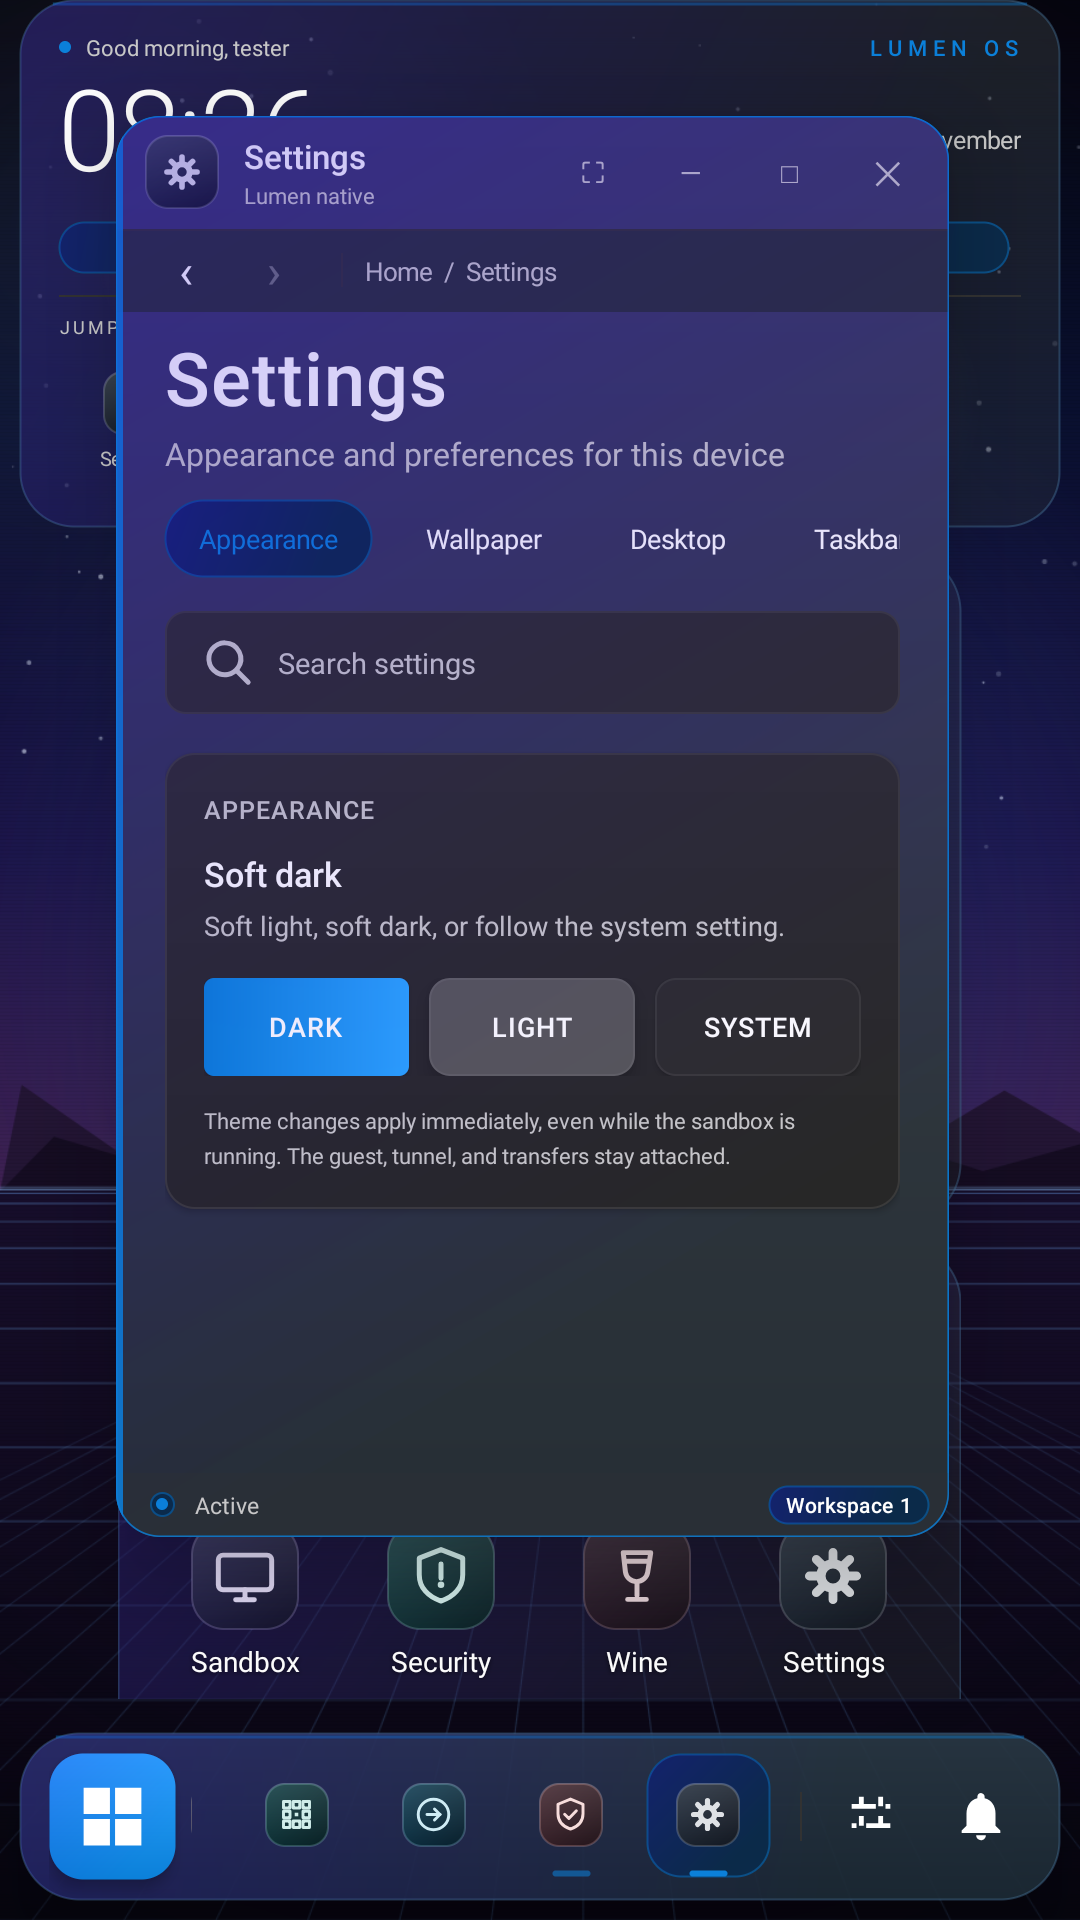 Good morning, tester
LUMEN OS
vember
Settings
Lumen native
Home / Settings
JUMP
Settings
Appearance and preferences for this device
Se
Appearance
Wallpaper
Desktop
Taskba
Search settings
APPEARANCE
Soft dark
Soft light, soft dark, or follow the system setting.
DARK
LIGHT
SYSTEM
Theme changes apply immediately, even while the sandbox is
running. The guest, tunnel, and transfers stay attached.
Active
Workspace 1
Sandbox
Security
Wine
Settings